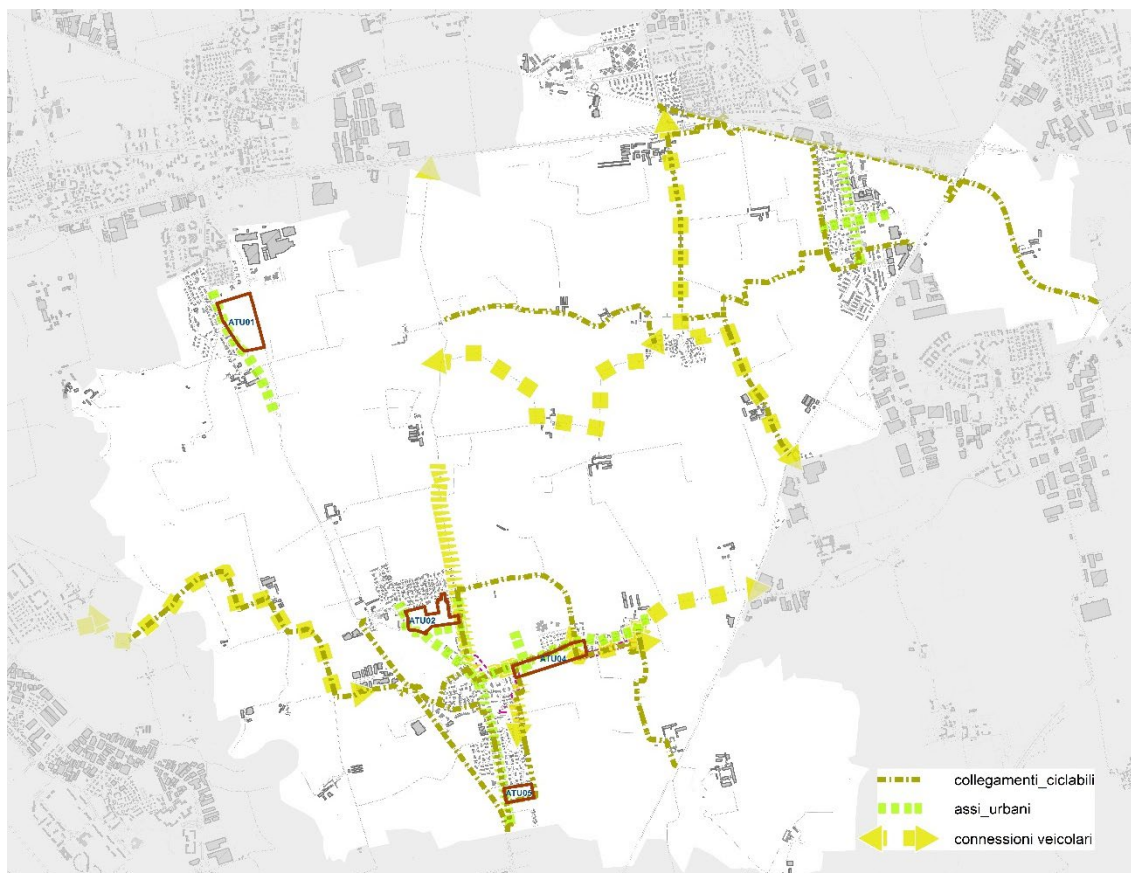 ATU01
ATU02
ATU04
ATU05
collegamenti_ciclabili
assi_urbani
connessioni veicolari